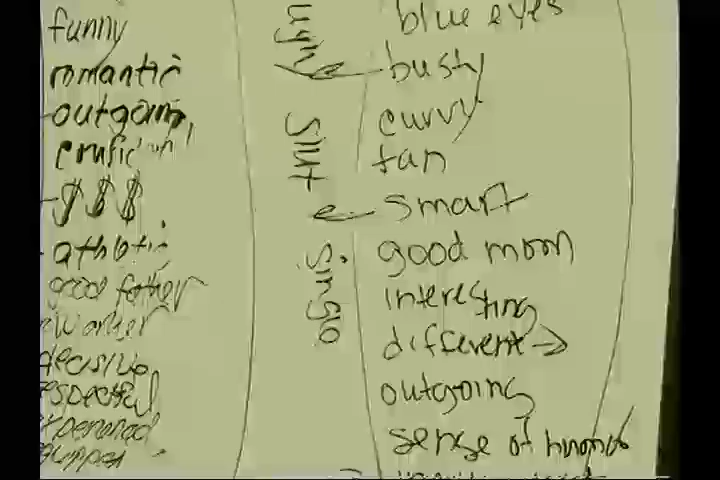 funny
romantic
outgoing
$$$
athletic
good father
worker
decisive
respectful
ugly
slut
single
blue eyes
busty
curvy
tan
smart
good mom
interesting
different →
outgoing
sense of humor